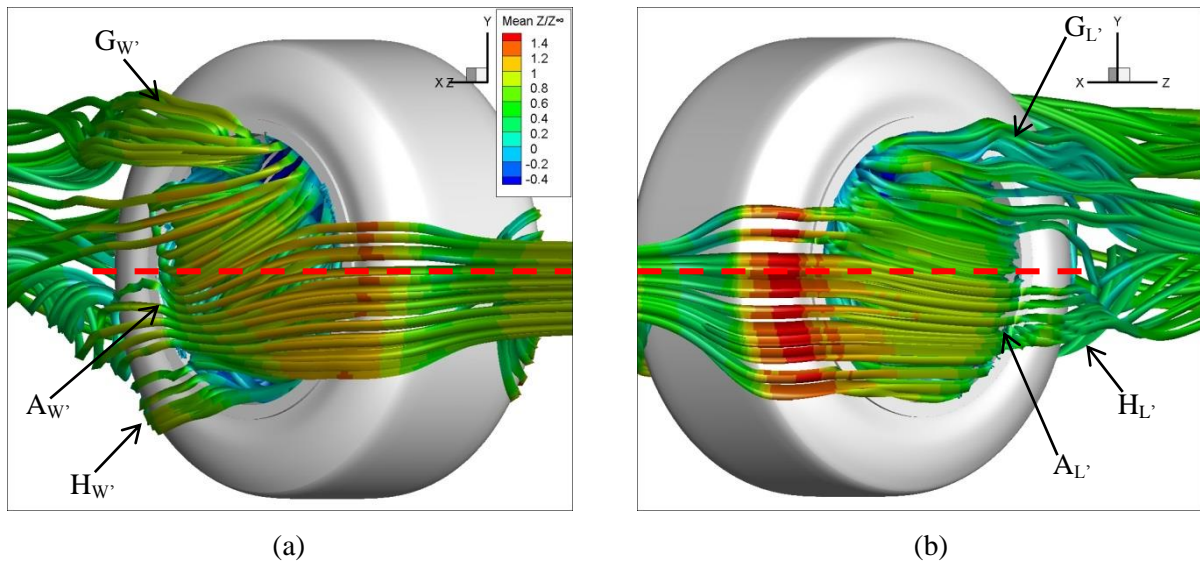 G_W'
Mean Z/Z∞
1.4
1.2
1
0.8
0.6
0.4
0.2
0
-0.2
-0.4
Y
X Z
A_W'
H_W'
(a)
G_L'
Y
X Z
H_L'
A_L'
(b)